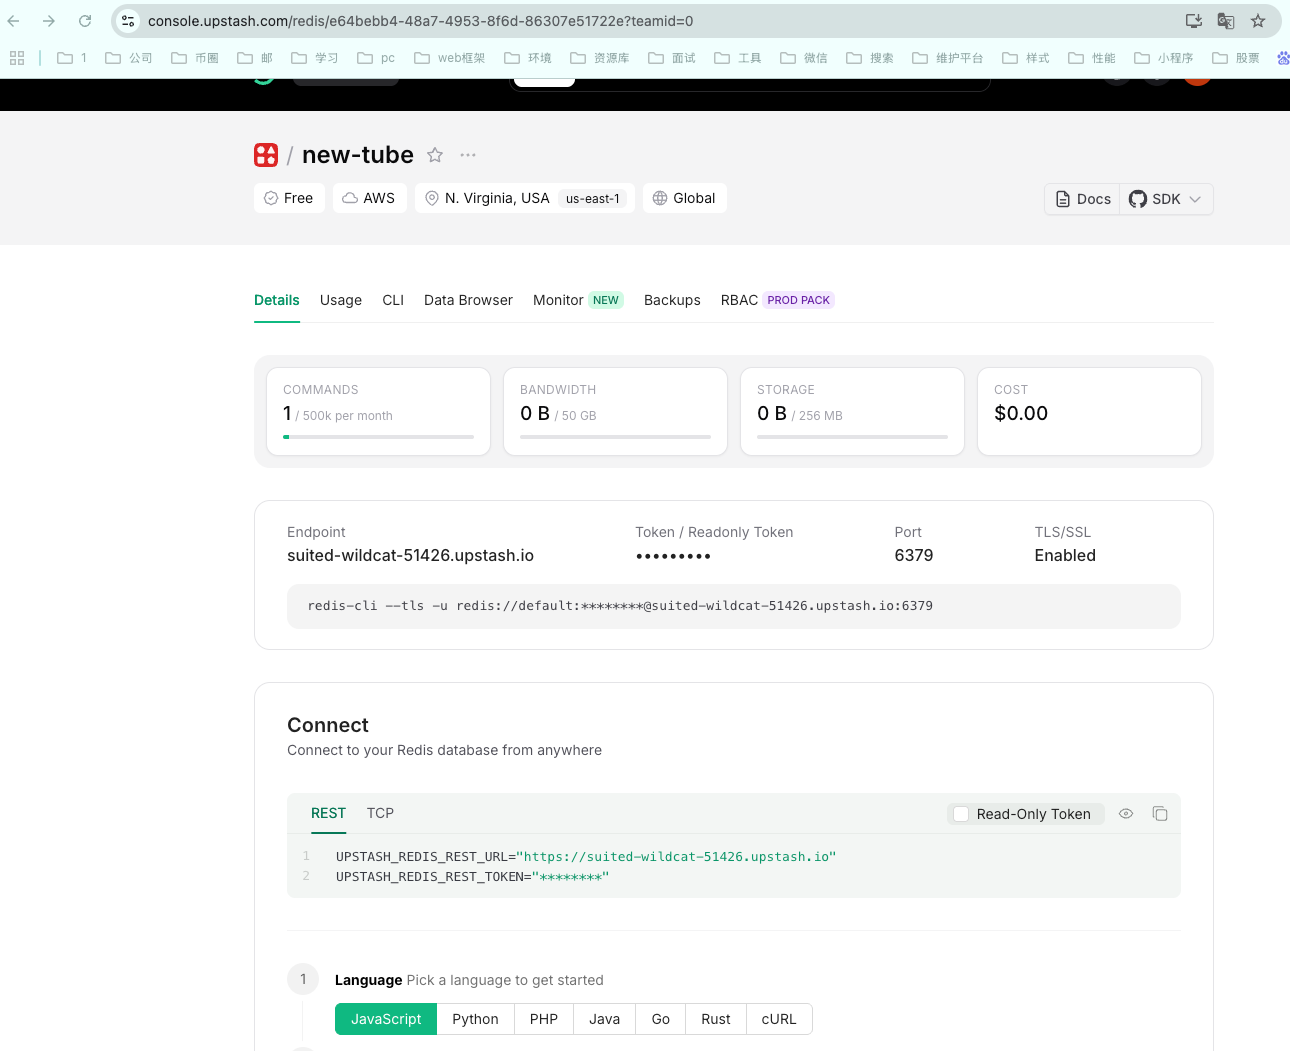 console.upstash.com/redis/e64bebb4-48a7-4953-8f6d-86307e51722e?teamid=0
1 公司 币圈 邮 学习 pc web框架 环境 资源库 面试 工具 微信 搜索 维护平台 样式 性能 小程序 股票
/ new-tube
Free AWS N. Virginia, USA us-east-1 Global Docs SDK
Details Usage CLI Data Browser Monitor NEW Backups RBAC PROD PACK
COMMANDS BANDWIDTH STORAGE COST
1 / 500k per month 0 B / 50 GB 0 B / 256 MB $0.00
Endpoint Token / Readonly Token Port TLS/SSL
suited-wildcat-51426.upstash.io ••••••••• 6379 Enabled
redis-cli --tls -u redis://default:********@suited-wildcat-51426.upstash.io:6379
Connect
Connect to your Redis database from anywhere
REST TCP Read-Only Token
1 UPSTASH_REDIS_REST_URL="https://suited-wildcat-51426.upstash.io"
2 UPSTASH_REDIS_REST_TOKEN="********"
1 Language Pick a language to get started
JavaScript Python PHP Java Go Rust cURL